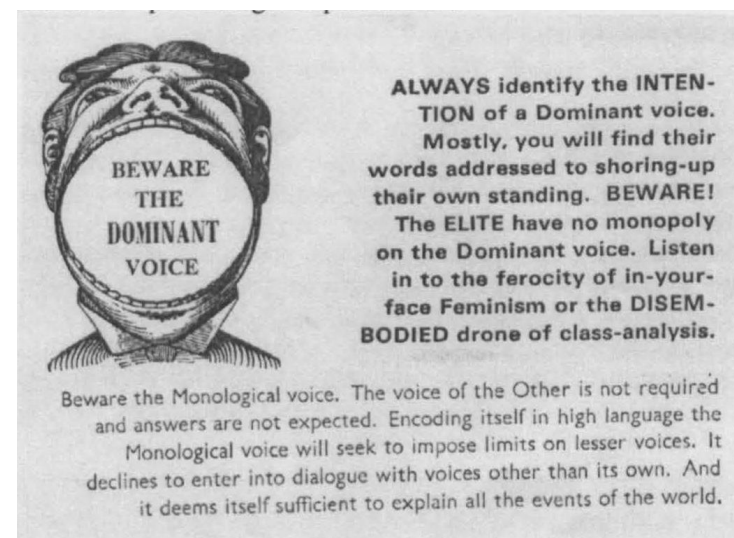 BEWARE
THE
DOMINANT
VOICE
ALWAYS identify the INTEN-
TION of a Dominant voice.
Mostly, you will find their
words addressed to shoring-up
their own standing. BEWARE!
The ELITE have no monopoly
on the Dominant voice. Listen
in to the ferocity of in-your-
face Feminism or the DISEM-
BODIED drone of class-analysis.
Beware the Monological voice. The voice of the Other is not required
and answers are not expected. Encoding itself in high language the
Monological voice will seek to impose limits on lesser voices. It
declines to enter into dialogue with voices other than its own. And
it deems itself sufficient to explain all the events of the world.